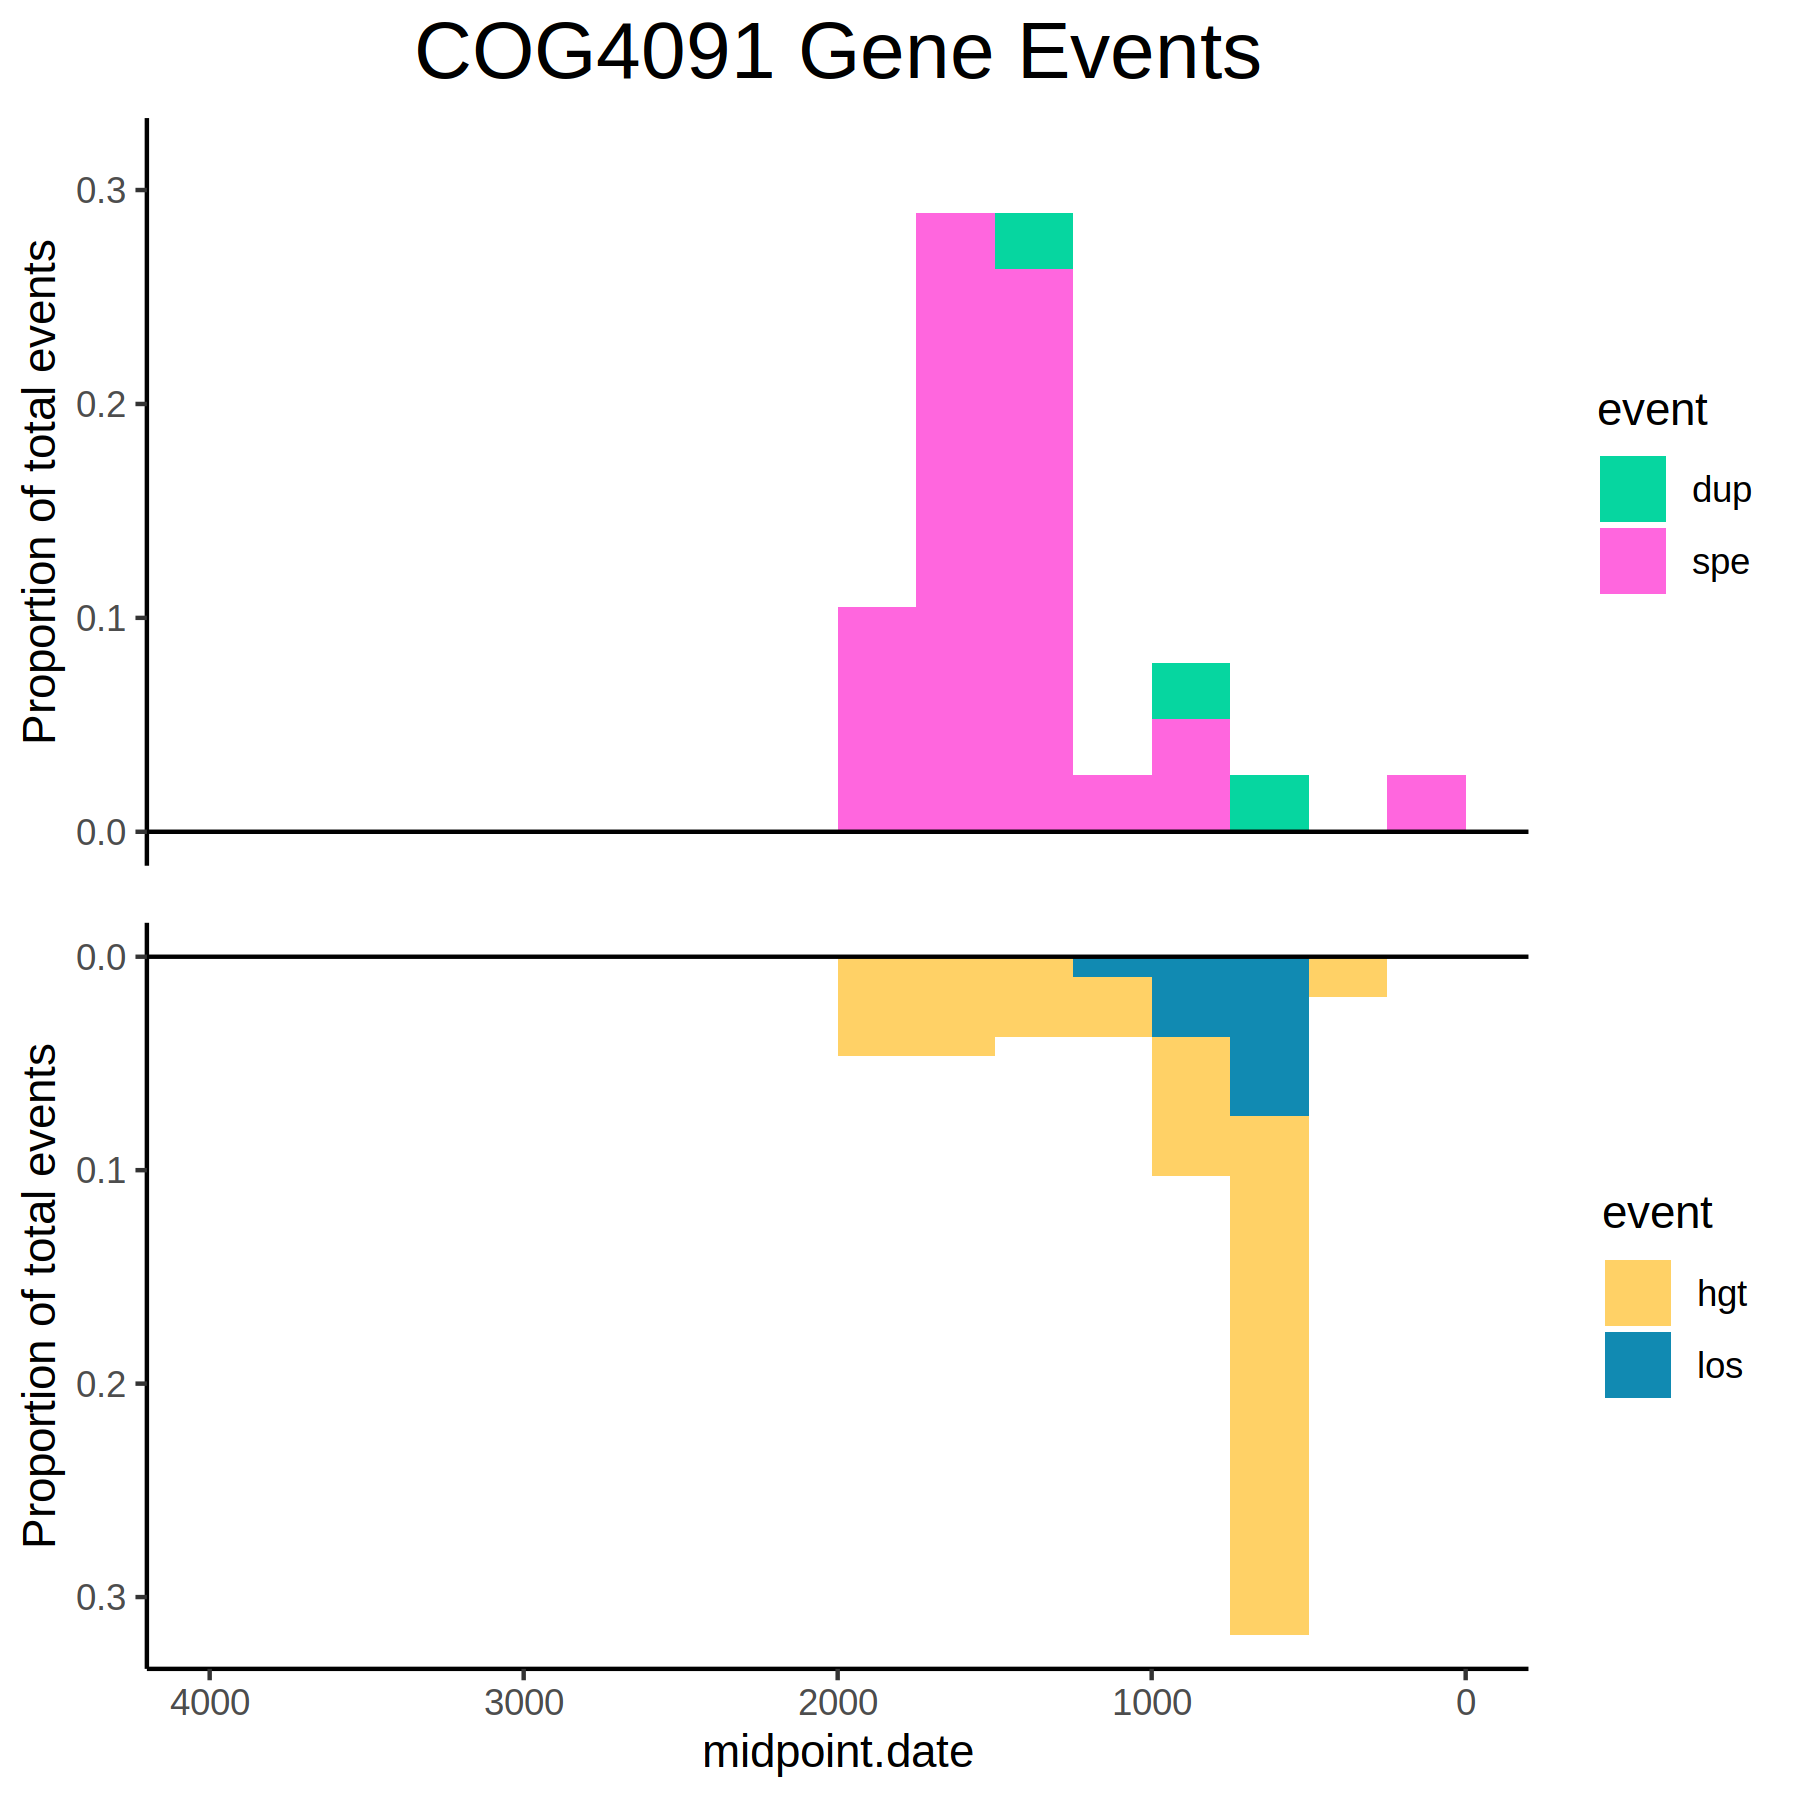 COG4091 Gene Events
Proportion of total events
0.3
0.2
0.1
0.0
event
dup
spe
Proportion of total events
0.0
0.1
0.2
0.3
event
hgt
los
4000 3000 2000 1000 0
midpoint.date